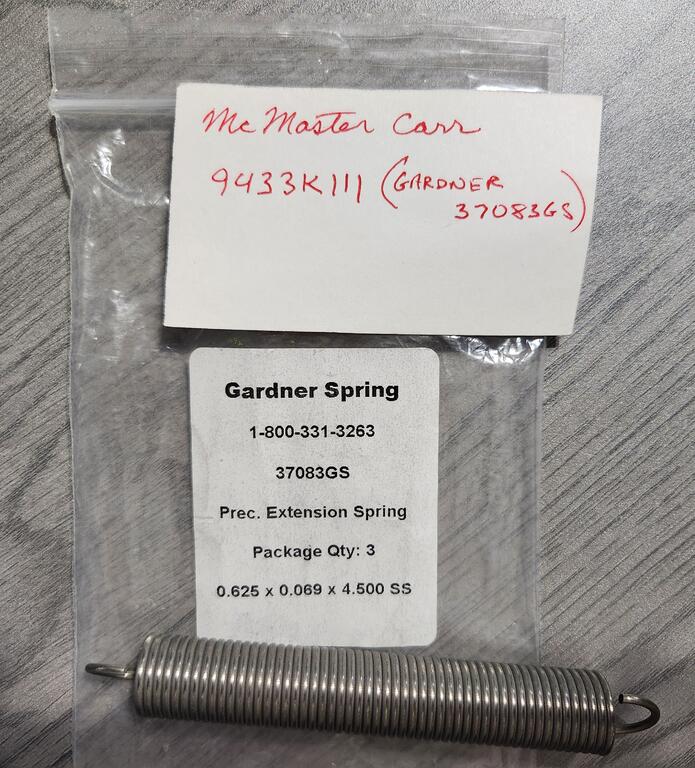 McMaster Carr
9433K111 (GARDNER
37083GS)
Gardner Spring
1-800-331-3263
37083GS
Prec. Extension Spring
Package Qty: 3
0.625 x 0.069 x 4.500 SS